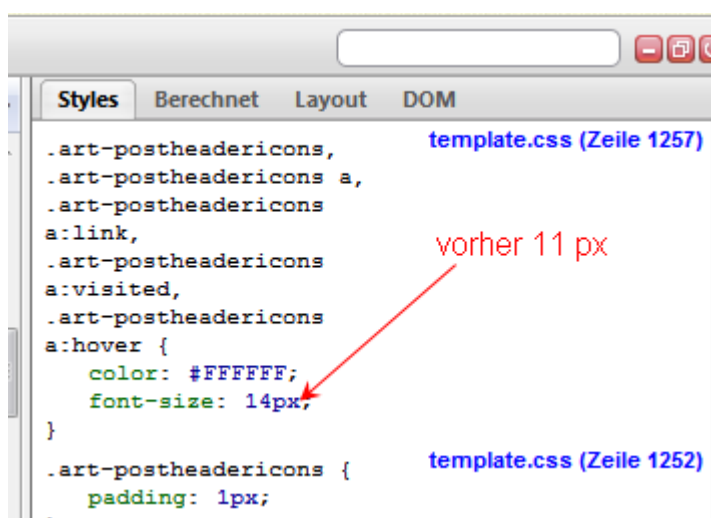 Styles Berechnet Layout DOM
.art-postheadericons, template.css (Zeile 1257)
.art-postheadericons a,
.art-postheadericons
a:link,
vorher 11 px
.art-postheadericons
a:visited,
.art-postheadericons
a:hover {
color: #FFFFFF;
font-size: 14px;
}
.art-postheadericons { template.css (Zeile 1252)
padding: 1px;